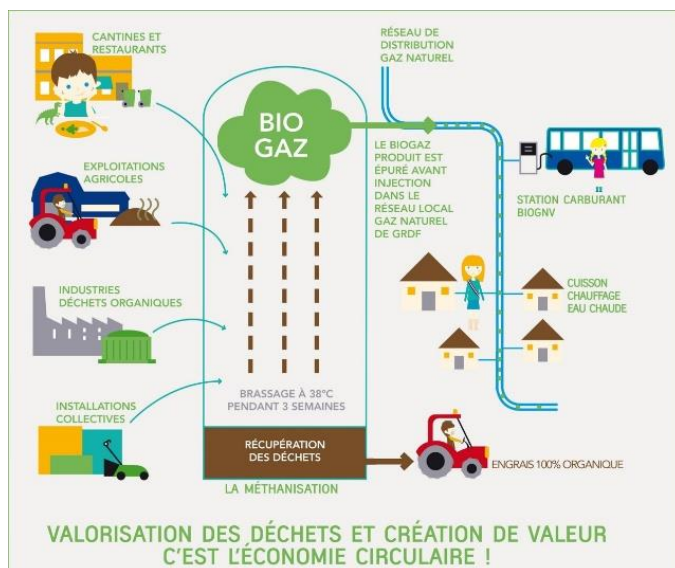 CANTINES ET
RESTAURANTS
EXPLOITATIONS
AGRICOLES
INDUSTRIES
DÉCHETS ORGANIQUES
INSTALLATIONS
COLLECTIVES
BIO
GAZ
BRASSAGE À 38°C
PENDANT 3 SEMAINES
RÉCUPÉRATION
DES DÉCHETS
LA MÉTHANISATION
RÉSEAU DE
DISTRIBUTION
GAZ NATUREL
LE BIOGAZ
PRODUIT EST
ÉPURÉ AVANT
INJECTION
DANS LE
RÉSEAU LOCAL
GAZ NATUREL
DE GRDF
STATION CARBURANT
BIOGNV
CUISSON
CHAUFFAGE
EAU CHAUDE
ENGRAIS 100% ORGANIQUE
VALORISATION DES DÉCHETS ET CRÉATION DE VALEUR
C'EST L'ÉCONOMIE CIRCULAIRE !